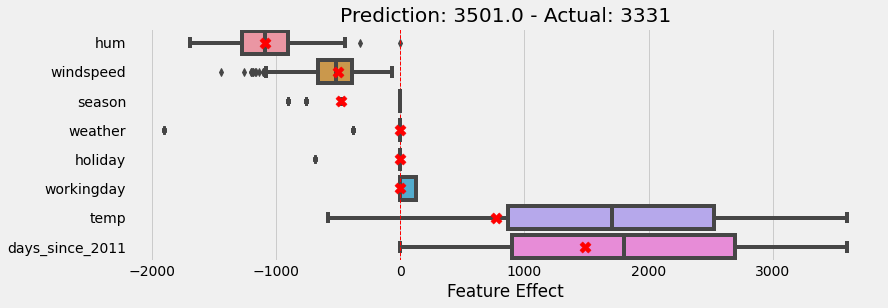 Prediction: 3501.0 - Actual: 3331
hum
windspeed
season
weather
holiday
workingday
temp
days_since_2011
−2000 −1000 0 1000 2000 3000
Feature Effect